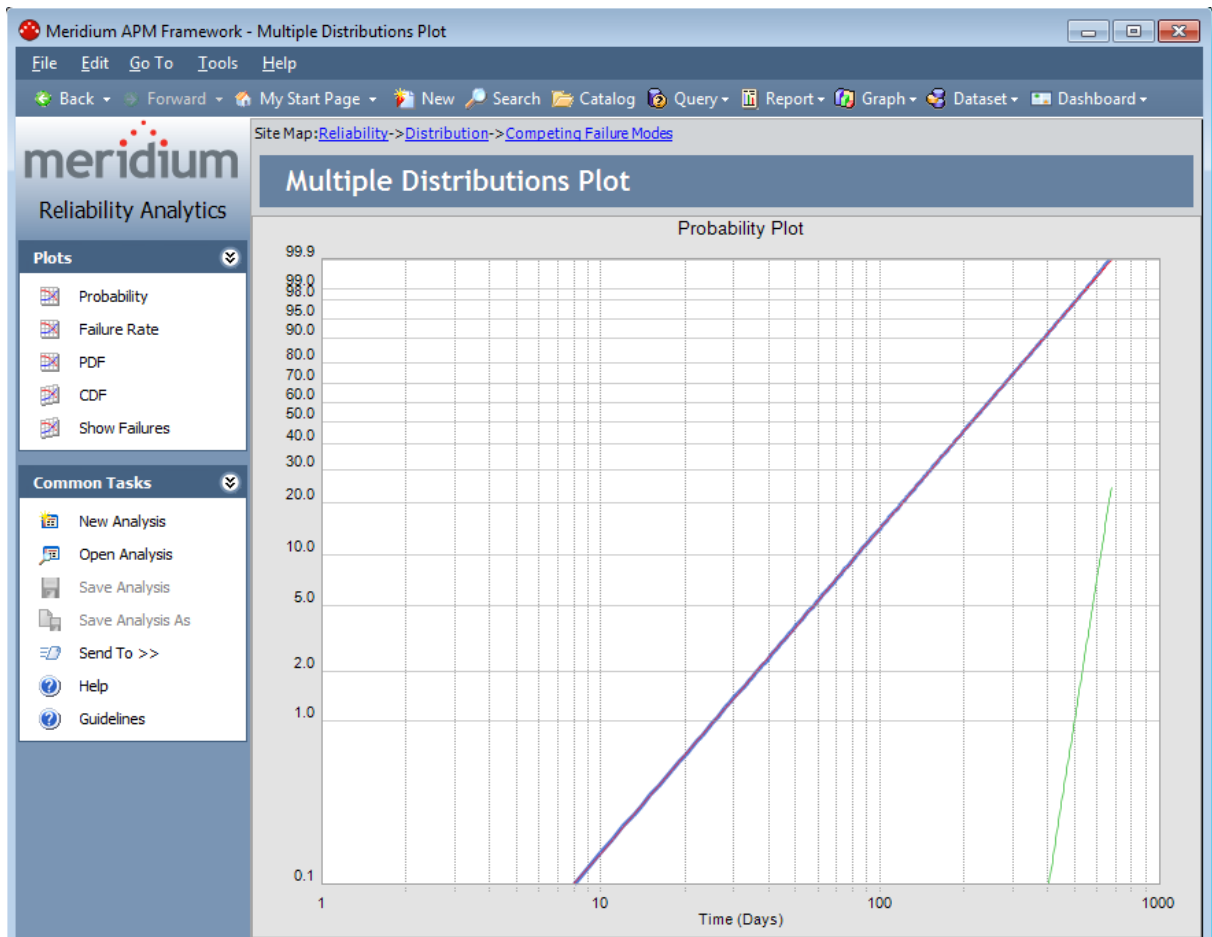 Meridium APM Framework - Multiple Distributions Plot
File Edit Go To Tools Help
Back Forward My Start Page New Search Catalog Query Report Graph Dataset Dashboard
meridium
Reliability Analytics
Site Map:Reliability->Distribution->Competing Failure Modes
Multiple Distributions Plot
Plots
Probability
Failure Rate
PDF
CDF
Show Failures
Common Tasks
New Analysis
Open Analysis
Save Analysis
Save Analysis As
Send To >>
Help
Guidelines
Probability Plot
99.9
99.0
98.0
95.0
90.0
80.0
70.0
60.0
50.0
40.0
30.0
20.0
10.0
5.0
2.0
1.0
0.1
1 10 100 1000
Time (Days)